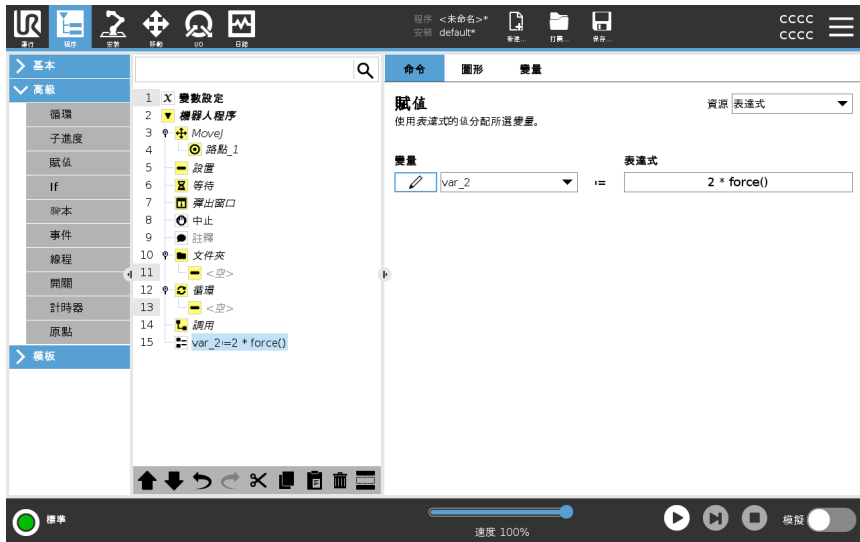 UR
運行
程序
安裝
移動
I/O
日誌
程序 <未命名>*
安裝 default*
新建...
打開...
保存...
CCCC
CCCC
基本
高級
循環
子進度
賦值
If
腳本
事件
線程
開關
計時器
原點
模板
1 x 變數設定
2 機器人程序
3 MoveJ
4 路點_1
5 設置
6 等待
7 彈出窗口
8 中止
9 註釋
10 文件夾
11 <空>
12 循環
13 <空>
14 調用
15 var_2:=2 * force()
命令 圖形 變量
賦值
資源 表達式
使用表達式的值分配所選變量。
變量
表達式
var_2 := 2 * force()
標準
速度 100%
模擬